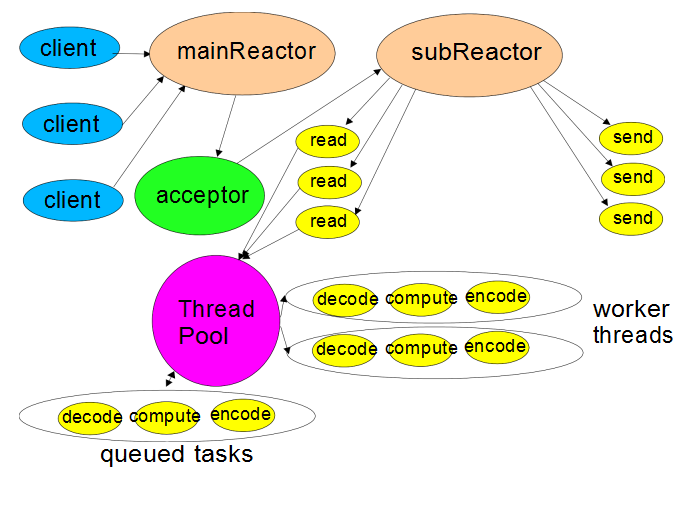 client
mainReactor
subReactor
client
read
send
client
acceptor
read
send
read
send
Thread
Pool
decode compute encode
decode compute encode
worker
threads
decode compute encode
queued tasks